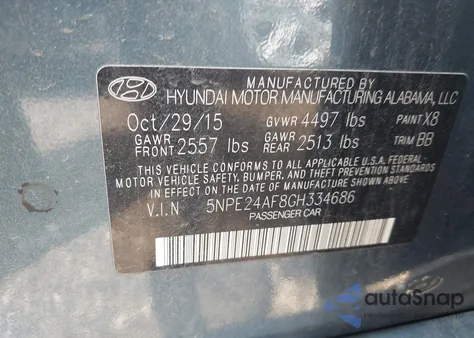 MANUFACTURED BY
HYUNDAI MOTOR MANUFACTURING ALABAMA, LLC
Oct/29/15 GVWR 4497 lbs PAINT X8
GAWR FRONT 2557 lbs GAWR REAR 2513 lbs TRIM BB
THIS VEHICLE CONFORMS TO ALL APPLICABLE U.S.A. FEDERAL
MOTOR VEHICLE SAFETY, BUMPER, AND THEFT PREVENTION STANDARDS
IN EFFECT ON THE DATE OF MANUFACTURE SHOWN ABOVE.
V.I.N 5NPE24AF8GH334686
PASSENGER CAR
autoSnap
POWERED BY